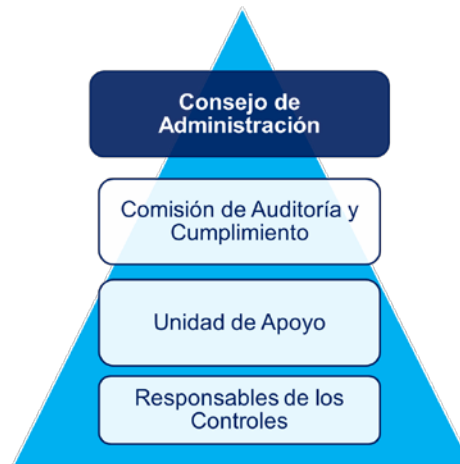 Consejo de
Administración
Comisión de Auditoría y
Cumplimiento
Unidad de Apoyo
Responsables de los
Controles